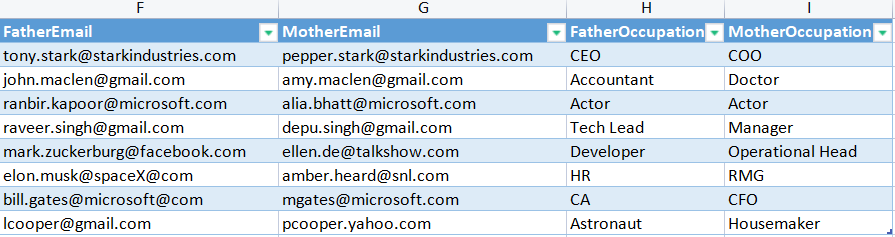 F G H I
FatherEmail MotherEmail FatherOccupation MotherOccupation
tony.stark@starkindustries.com pepper.stark@starkindustries.com CEO COO
john.maclen@gmail.com amy.maclen@gmail.com Accountant Doctor
ranbir.kapoor@microsoft.com alia.bhatt@microsoft.com Actor Actor
raveer.singh@gmail.com depu.singh@gmail.com Tech Lead Manager
mark.zuckerburg@facebook.com ellen.de@talkshow.com Developer Operational Head
elon.musk@spaceX@com amber.heard@snl.com HR RMG
bill.gates@microsoft@com mgates@microsoft.com CA CFO
lcooper@gmail.com pcooper.yahoo.com Astronaut Housemaker